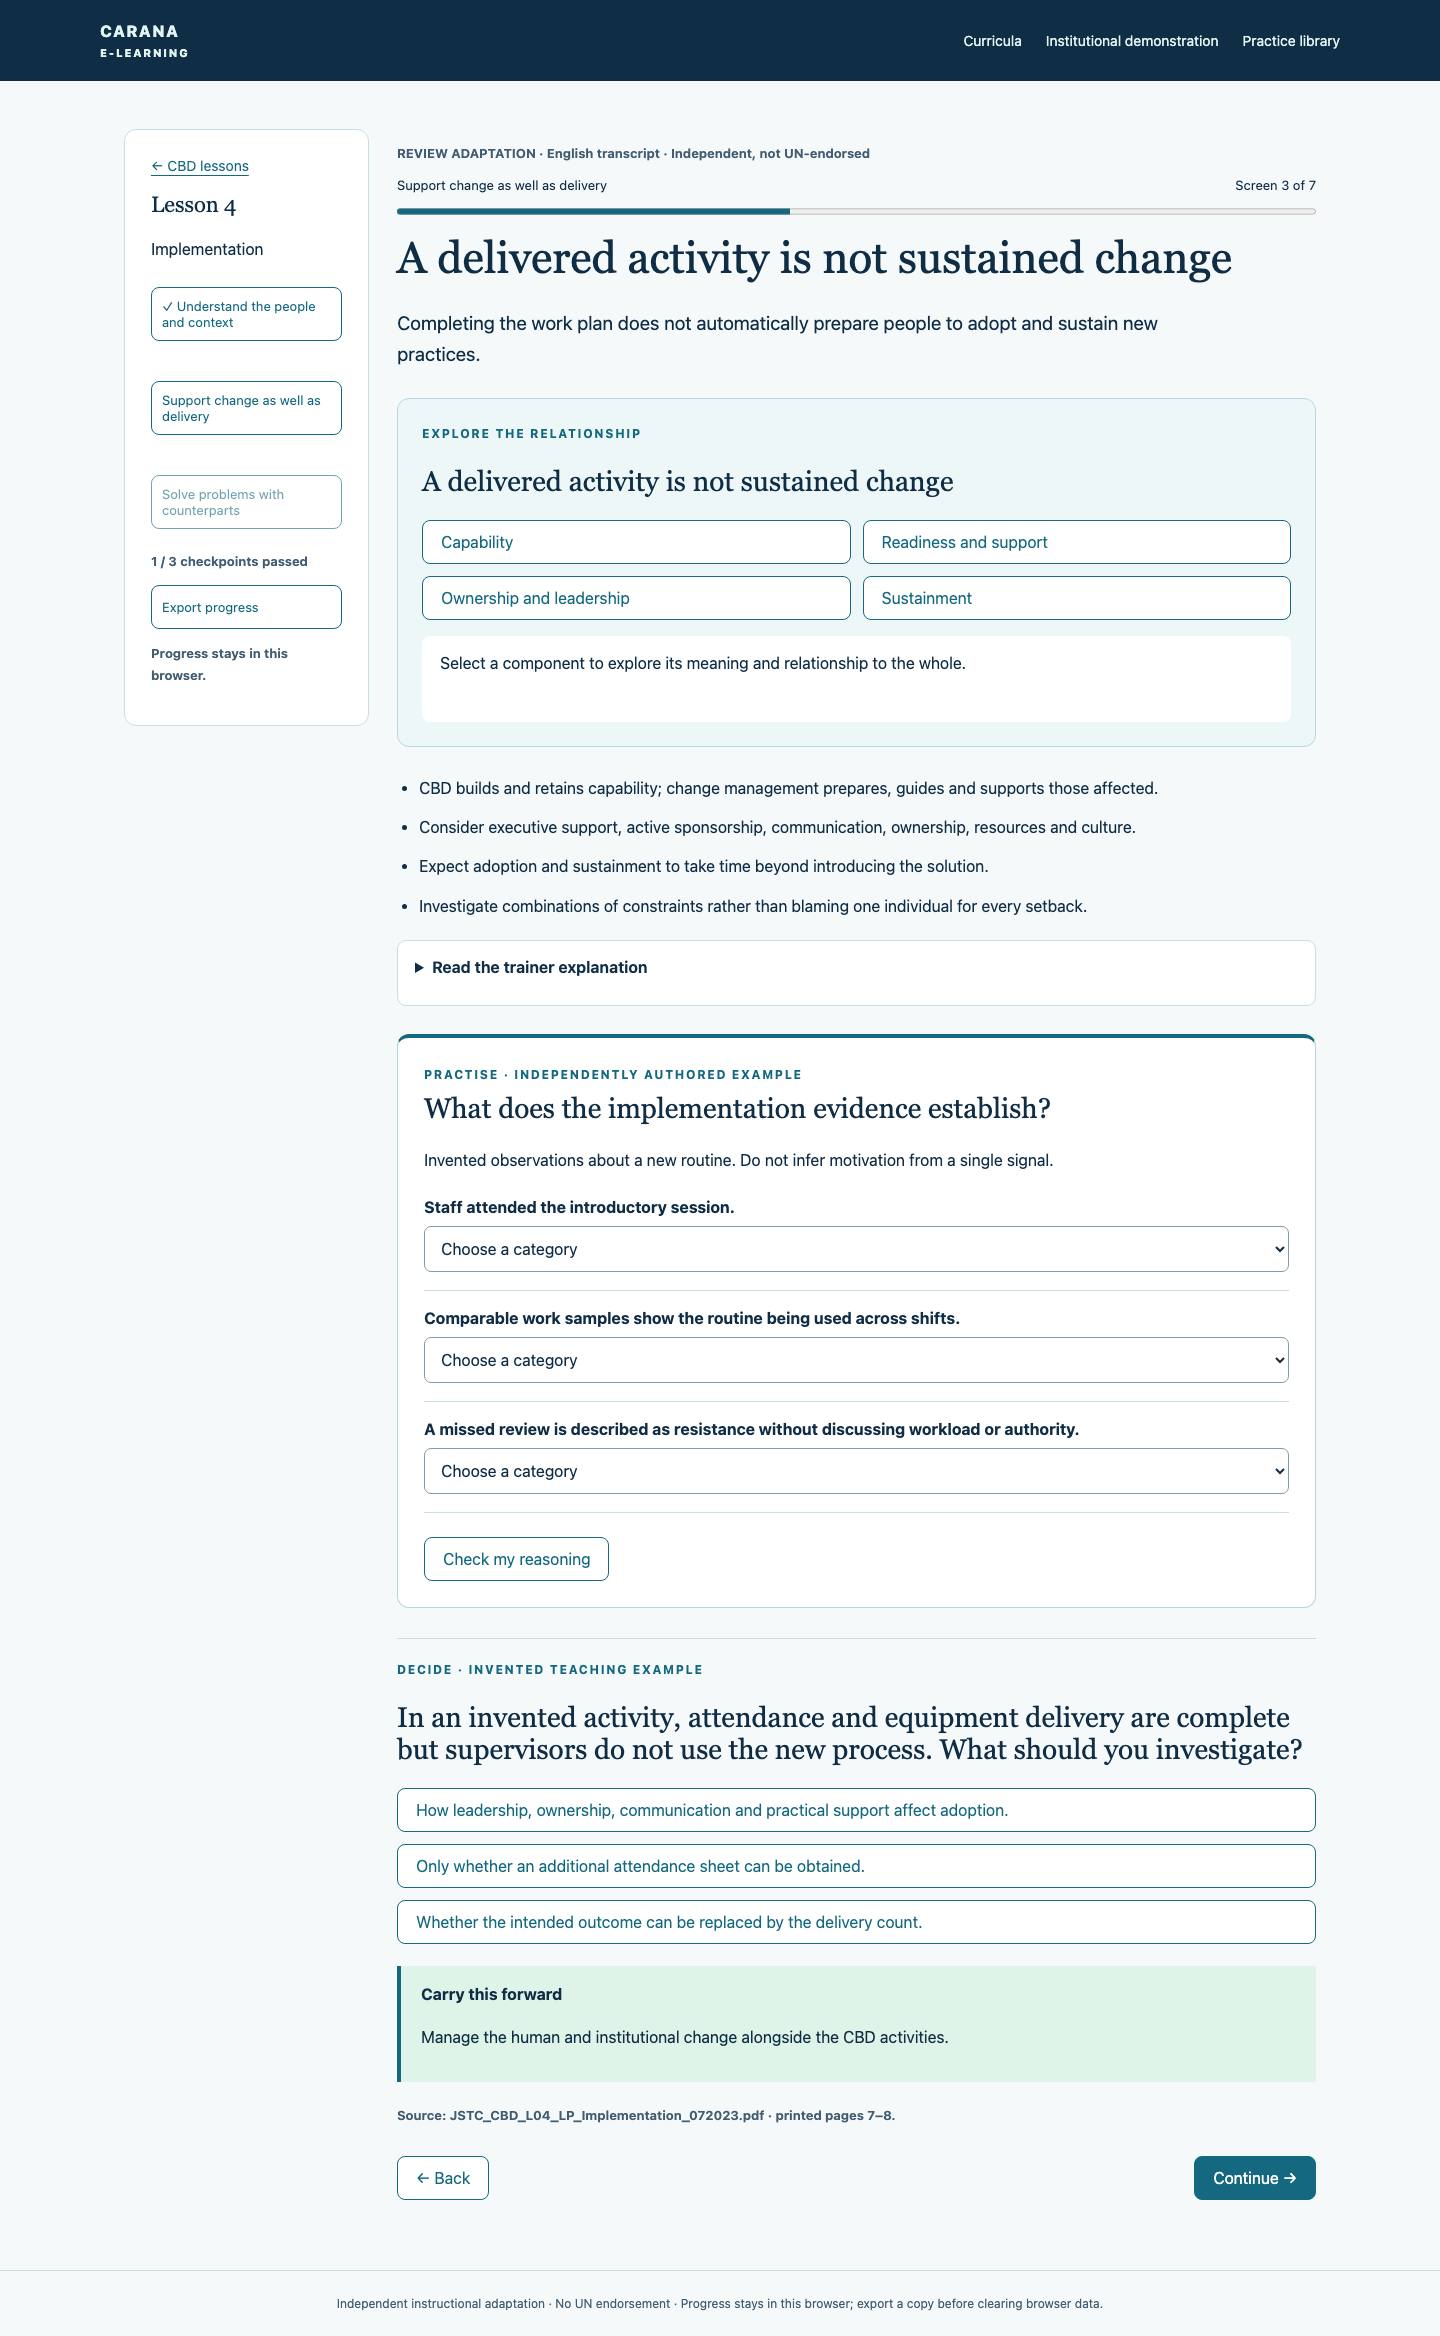 CARANA
E-LEARNING
Curricula
Institutional demonstration
Practice library
← CBD lessons
Lesson 4
Implementation
✓ Understand the people
and context
Support change as well as
delivery
Solve problems with
counterparts
1 / 3 checkpoints passed
Export progress
Progress stays in this
browser.
REVIEW ADAPTATION · English transcript · Independent, not UN-endorsed
Support change as well as delivery
Screen 3 of 7
A delivered activity is not sustained change
Completing the work plan does not automatically prepare people to adopt and sustain new
practices.
EXPLORE THE RELATIONSHIP
A delivered activity is not sustained change
Capability
Readiness and support
Ownership and leadership
Sustainment
Select a component to explore its meaning and relationship to the whole.
• CBD builds and retains capability; change management prepares, guides and supports those affected.
• Consider executive support, active sponsorship, communication, ownership, resources and culture.
• Expect adoption and sustainment to take time beyond introducing the solution.
• Investigate combinations of constraints rather than blaming one individual for every setback.
▶ Read the trainer explanation
PRACTISE · INDEPENDENTLY AUTHORED EXAMPLE
What does the implementation evidence establish?
Invented observations about a new routine. Do not infer motivation from a single signal.
Staff attended the introductory session.
Choose a category
Comparable work samples show the routine being used across shifts.
Choose a category
A missed review is described as resistance without discussing workload or authority.
Choose a category
Check my reasoning
DECIDE · INVENTED TEACHING EXAMPLE
In an invented activity, attendance and equipment delivery are complete
but supervisors do not use the new process. What should you investigate?
How leadership, ownership, communication and practical support affect adoption.
Only whether an additional attendance sheet can be obtained.
Whether the intended outcome can be replaced by the delivery count.
Carry this forward
Manage the human and institutional change alongside the CBD activities.
Source: JSTC_CBD_L04_LP_Implementation_072023.pdf · printed pages 7–8.
← Back
Continue →
Independent instructional adaptation · No UN endorsement · Progress stays in this browser; export a copy before clearing browser data.